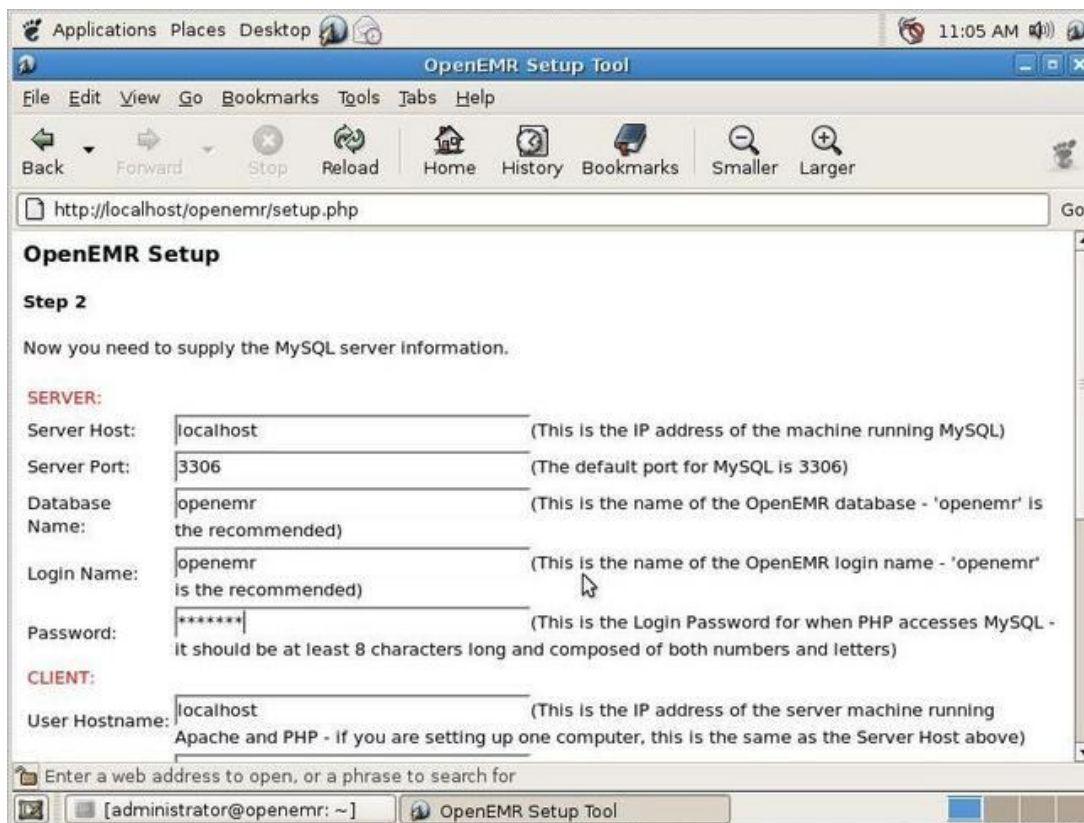 Applications Places Desktop 11:05 AM
OpenEMR Setup Tool
File Edit View Go Bookmarks Tools Tabs Help
Back Forward Stop Reload Home History Bookmarks Smaller Larger
http://localhost/openemr/setup.php Go
OpenEMR Setup
Step 2
Now you need to supply the MySQL server information.
SERVER:
Server Host: localhost (This is the IP address of the machine running MySQL)
Server Port: 3306 (The default port for MySQL is 3306)
Database Name: openemr (This is the name of the OpenEMR database - 'openemr' is
the recommended)
Login Name: openemr (This is the name of the OpenEMR login name - 'openemr'
is the recommended)
Password: ******* (This is the Login Password for when PHP accesses MySQL -
it should be at least 8 characters long and composed of both numbers and letters)
CLIENT:
User Hostname: localhost (This is the IP address of the server machine running
Apache and PHP - if you are setting up one computer, this is the same as the Server Host above)
Enter a web address to open, or a phrase to search for
[administrator@openemr: ~] OpenEMR Setup Tool